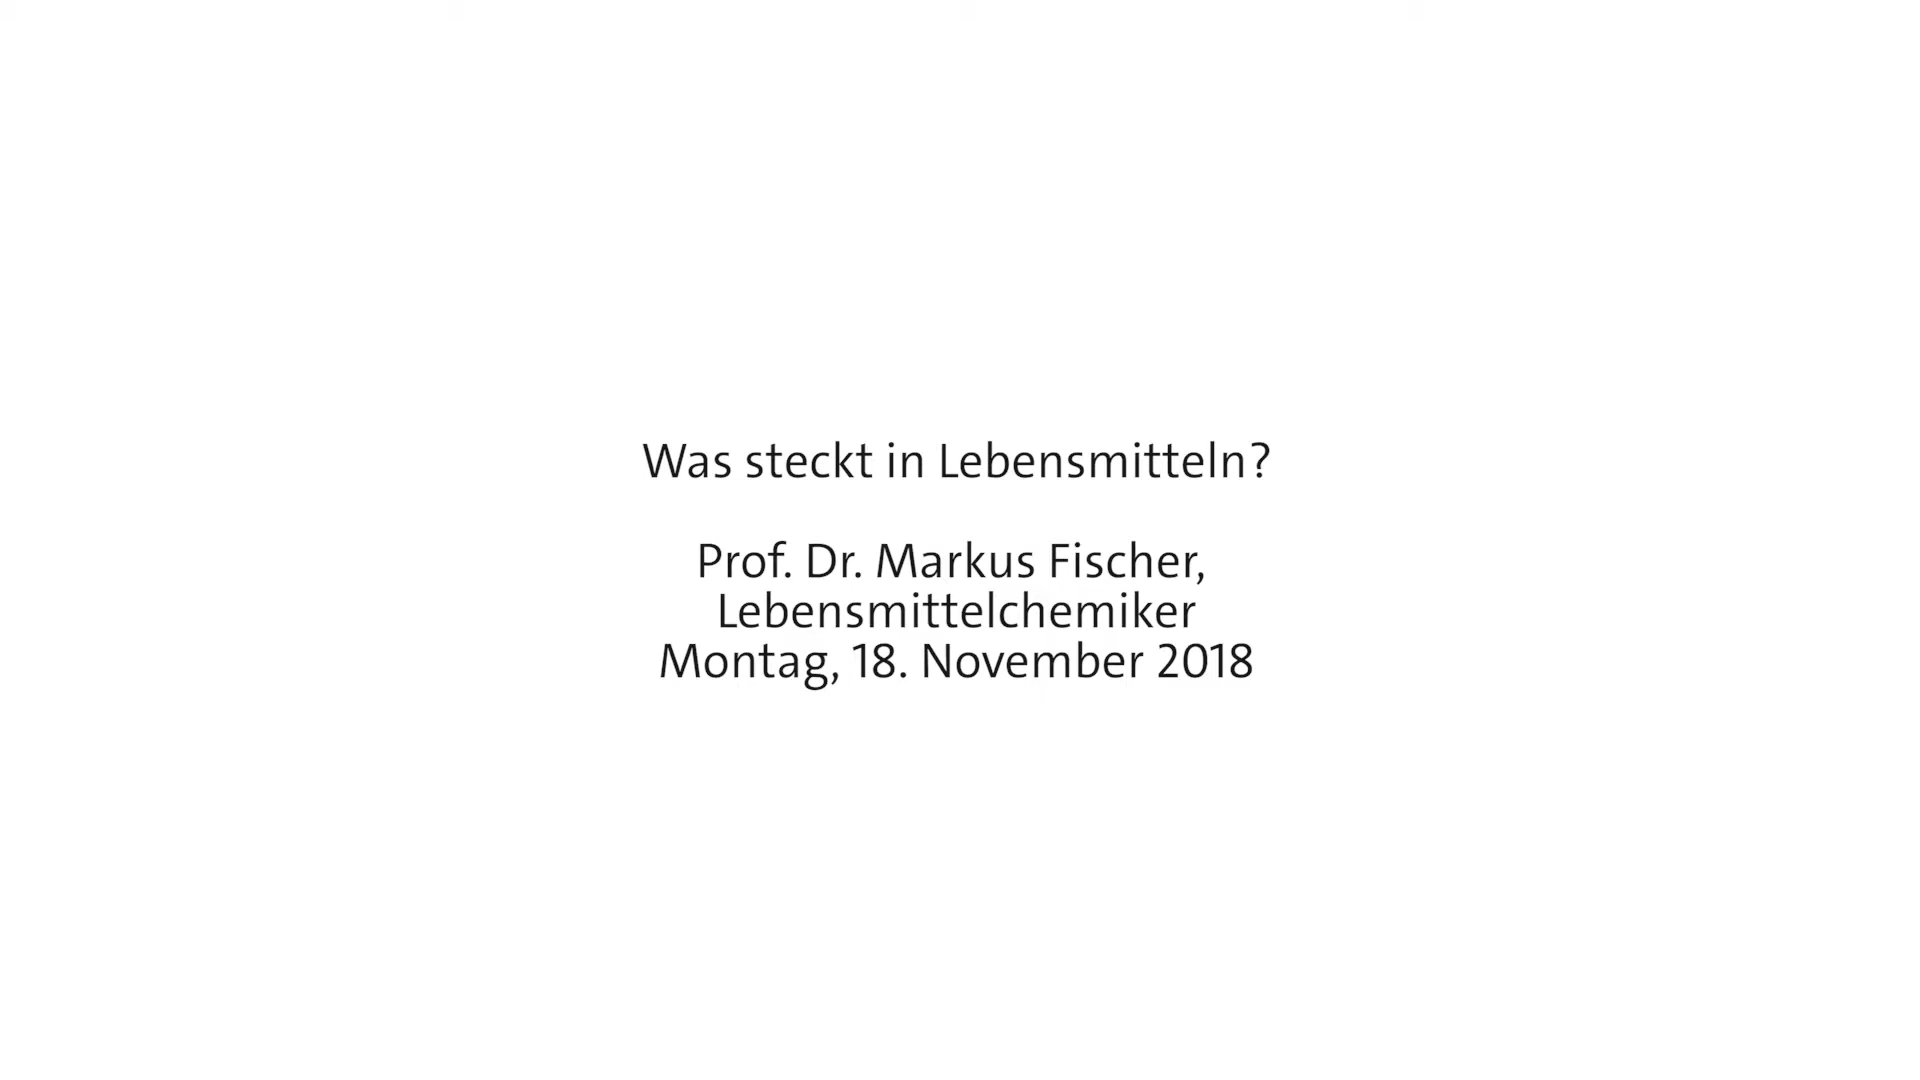 Was steckt in Lebensmitteln?
Prof. Dr. Markus Fischer,
Lebensmittelchemiker
Montag, 18. November 2018